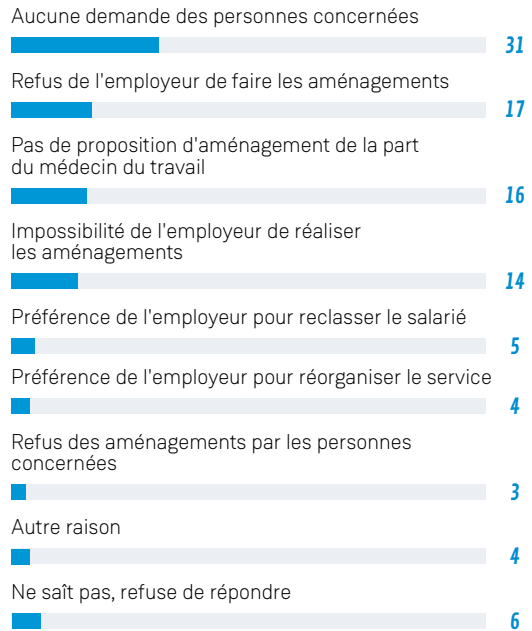 Aucune demande des personnes concernées
31
Refus de l'employeur de faire les aménagements
17
Pas de proposition d'aménagement de la part
du médecin du travail
16
Impossibilité de l'employeur de réaliser
les aménagements
14
Préférence de l'employeur pour reclasser le salarié
5
Préférence de l'employeur pour réorganiser le service
4
Refus des aménagements par les personnes
concernées
3
Autre raison
4
Ne saît pas, refuse de répondre
6